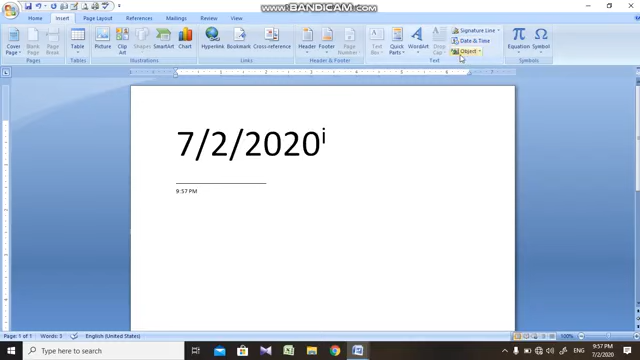 www.BANDICAM.com
Home Insert Page Layout References Mailings Review View
Cover Page Blank Page Page Break Table Picture Clip Art Shapes SmartArt Chart Hyperlink Bookmark Cross-reference Header Footer Page Number Text Box Quick Parts WordArt Drop Cap Signature Line Date & Time Object Equation Symbol
Pages Tables Illustrations Links Header & Footer Text Symbols
7/2/2020i
9:57 PM
Page: 1 of 1 Words: 3 English (United States) 100%
Type here to search
ENG 9:57 PM
7/2/2020